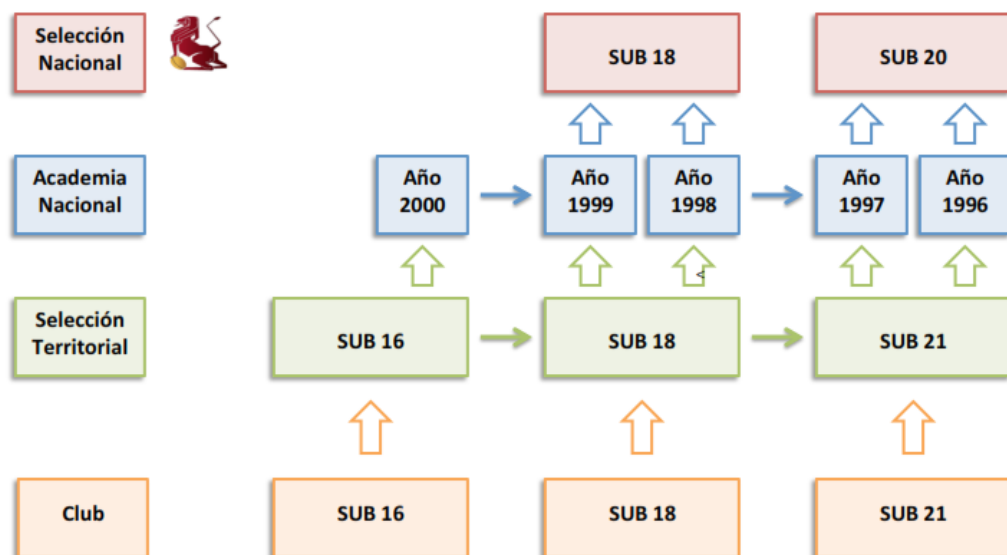 Selección
Nacional
SUB 18
SUB 20
Academia
Nacional
Año
2000
Año
1999
Año
1998
Año
1997
Año
1996
<
Selección
Territorial
SUB 16
SUB 18
SUB 21
Club
SUB 16
SUB 18
SUB 21